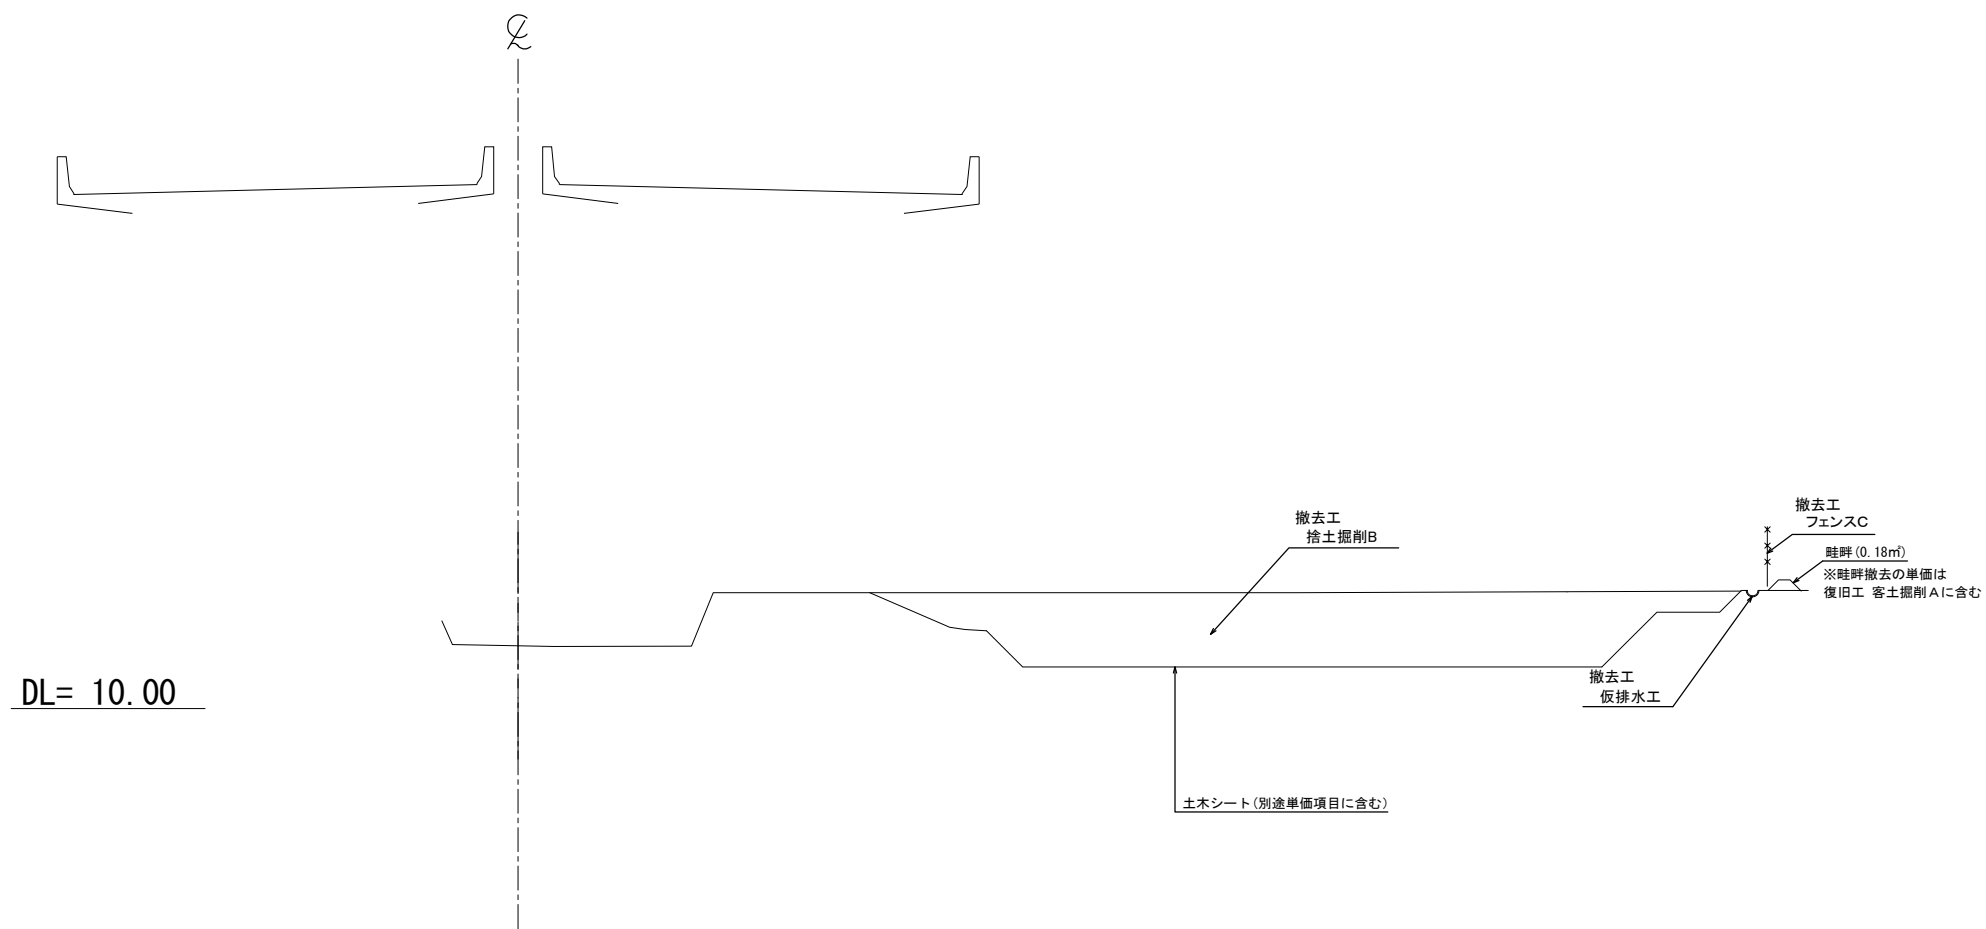 ℄
撤去工
捨土掘削B
撤去工
フェンスC
畦畔(0.18㎡)
※畦畔撤去の単価は
復旧工 客土掘削Aに含む
撤去工
仮排水工
DL= 10.00
土木シート(別途単価項目に含む)